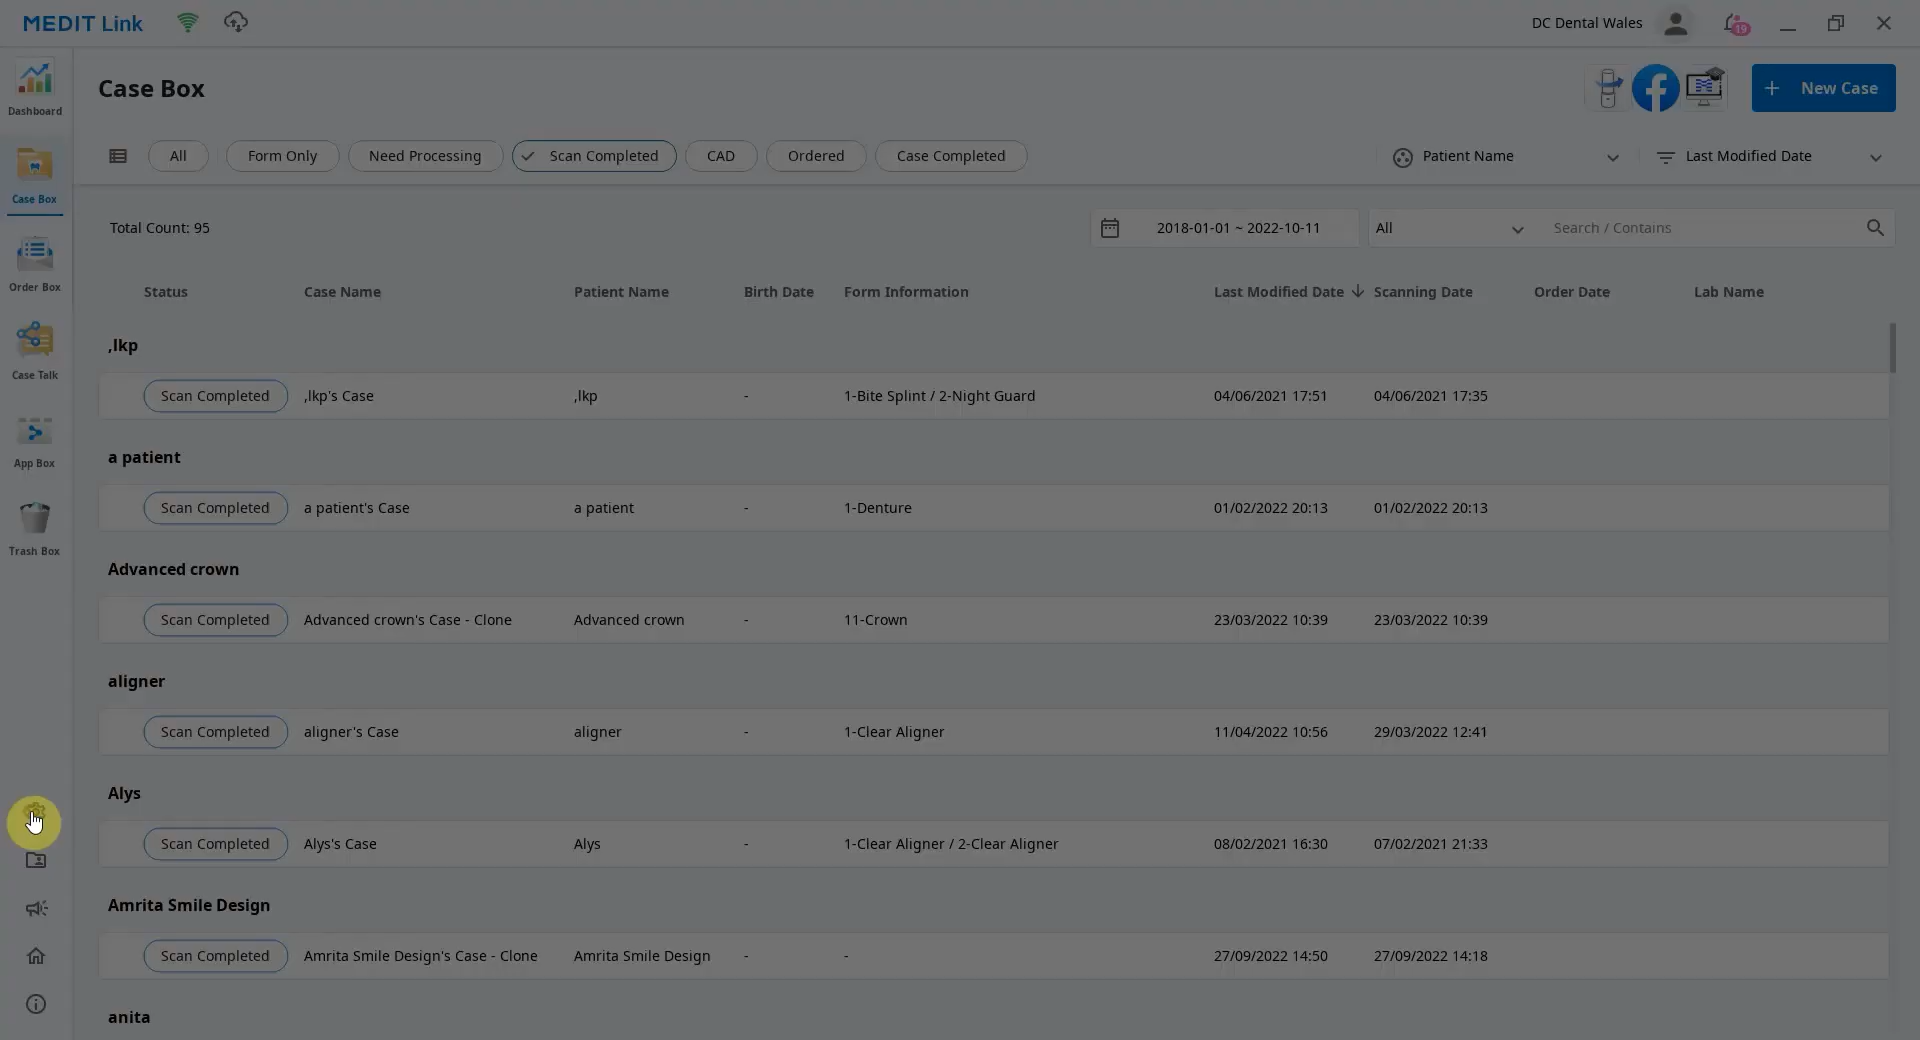 MEDIT Link
DC Dental Wales
19
Dashboard
Case Box
Order Box
Case Talk
App Box
Trash Box
Case Box
+ New Case
All
Form Only
Need Processing
Scan Completed
CAD
Ordered
Case Completed
Patient Name
Last Modified Date
Total Count: 95
2018-01-01 ~ 2022-10-11
All
Search / Contains
Status Case Name Patient Name Birth Date Form Information Last Modified Date Scanning Date Order Date Lab Name
,lkp
Scan Completed ,lkp's Case ,lkp - 1-Bite Splint / 2-Night Guard 04/06/2021 17:51 04/06/2021 17:35
a patient
Scan Completed a patient's Case a patient - 1-Denture 01/02/2022 20:13 01/02/2022 20:13
Advanced crown
Scan Completed Advanced crown's Case - Clone Advanced crown - 11-Crown 23/03/2022 10:39 23/03/2022 10:39
aligner
Scan Completed aligner's Case aligner - 1-Clear Aligner 11/04/2022 10:56 29/03/2022 12:41
Alys
Scan Completed Alys's Case Alys - 1-Clear Aligner / 2-Clear Aligner 08/02/2021 16:30 07/02/2021 21:33
Amrita Smile Design
Scan Completed Amrita Smile Design's Case - Clone Amrita Smile Design - - 27/09/2022 14:50 27/09/2022 14:18
anita